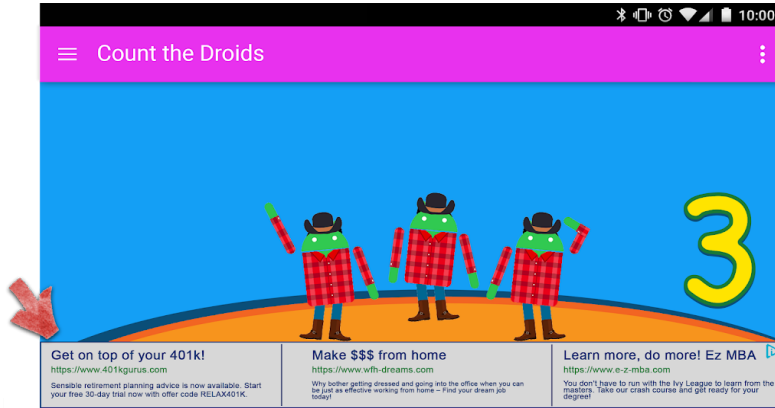 10:00
Count the Droids
3
Get on top of your 401k!
https://www.401kgurus.com
Sensible retirement planning advice is now available. Start
your free 30-day trial now with offer code RELAX401K.
Make $$$ from home
https://www.wfh-dreams.com
Why bother getting dressed and going into the office when you can
be just as effective working from home – Find your dream job
today!
Learn more, do more! Ez MBA
https://www.e-z-mba.com
You don't have to run with the Ivy League to learn from the
masters. Take our crash course and get ready for your
degree!